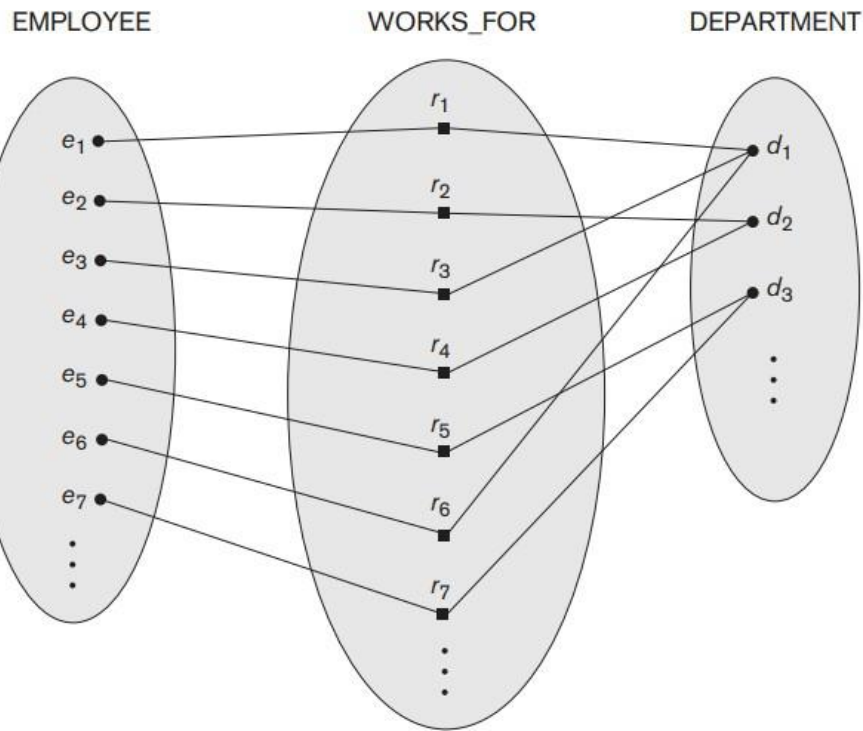 EMPLOYEE WORKS_FOR DEPARTMENT
e1
e2
e3
e4
e5
e6
e7
r1
r2
r3
r4
r5
r6
r7
d1
d2
d3